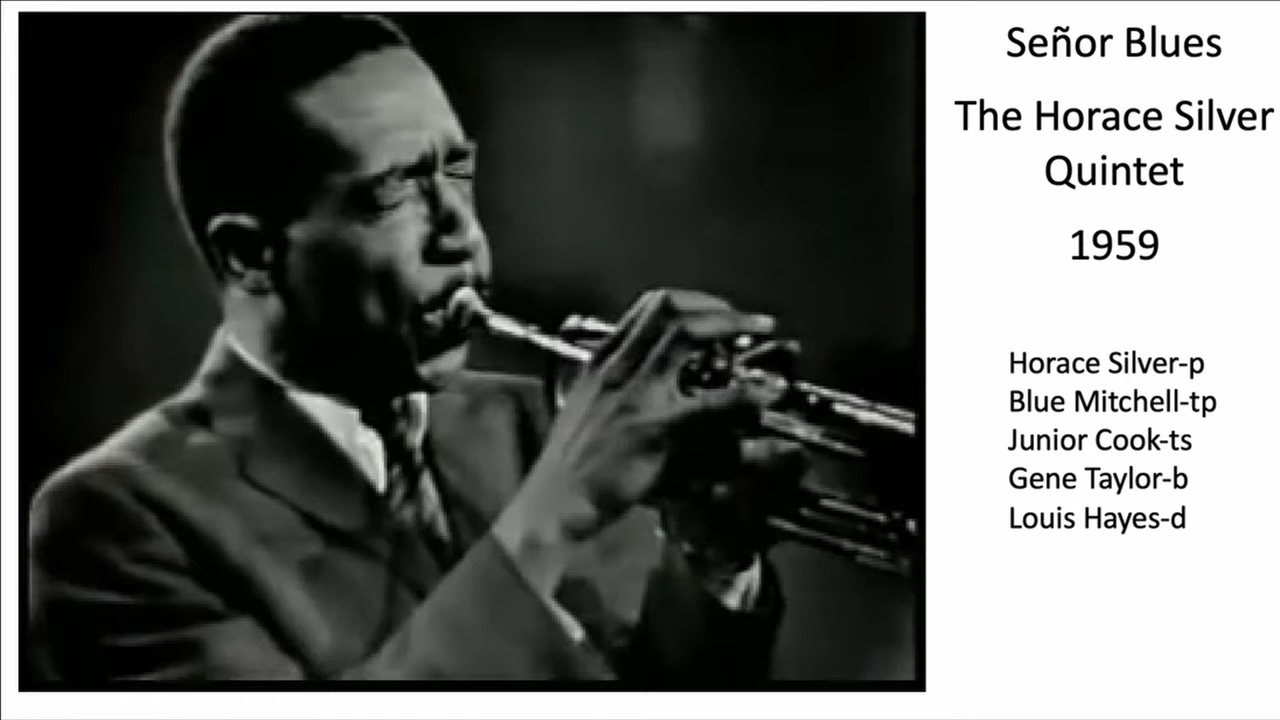 Señor Blues
The Horace Silver
Quintet
1959
Horace Silver-p
Blue Mitchell-tp
Junior Cook-ts
Gene Taylor-b
Louis Hayes-d